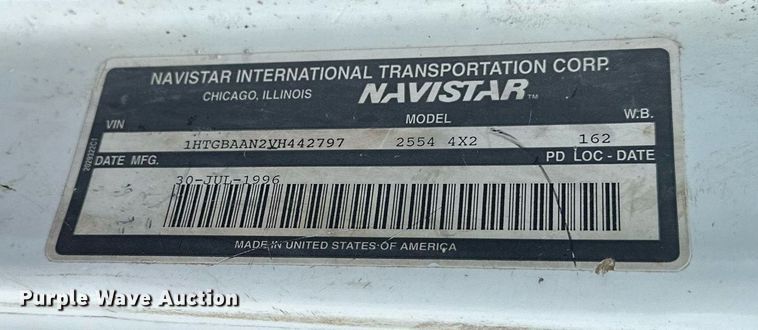 NAVISTAR INTERNATIONAL TRANSPORTATION CORP.
CHICAGO, ILLINOIS NAVISTAR™
VIN MODEL W.B.
1HTGBAAN2VH442797 2554 4X2 162
DATE MFG. PD LOC - DATE
30-JUL-1996
MADE IN UNITED STATES OF AMERICA
Purple Wave Auction